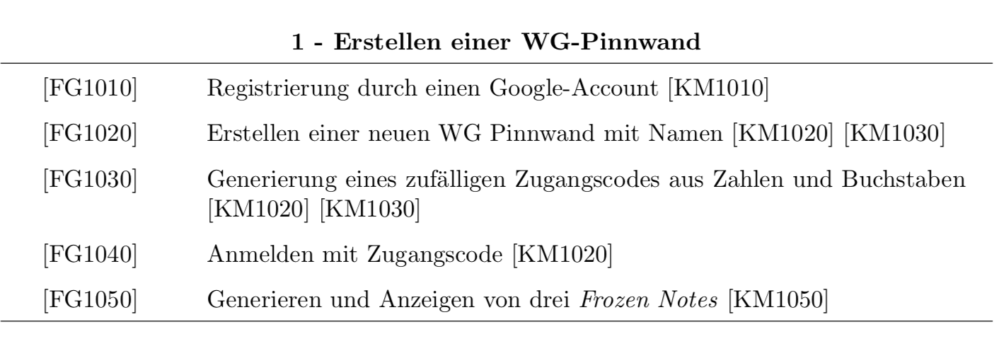 1 - Erstellen einer WG-Pinnwand
[FG1010] Registrierung durch einen Google-Account [KM1010]
[FG1020] Erstellen einer neuen WG Pinnwand mit Namen [KM1020] [KM1030]
[FG1030] Generierung eines zufälligen Zugangscodes aus Zahlen und Buchstaben
[KM1020] [KM1030]
[FG1040] Anmelden mit Zugangscode [KM1020]
[FG1050] Generieren und Anzeigen von drei Frozen Notes [KM1050]